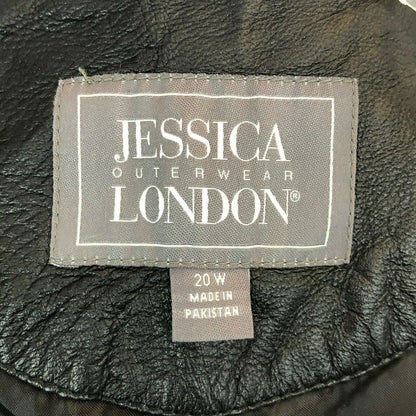 JESSICA
OUTERWEAR
LONDON®
20 W
MADE IN
PAKISTAN